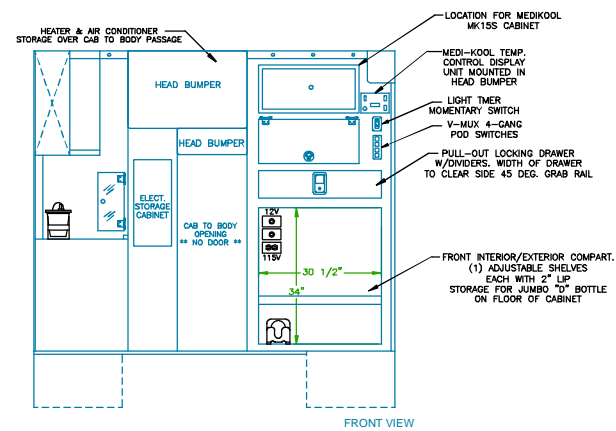 HEATER & AIR CONDITIONER
STORAGE OVER CAB TO BODY PASSAGE
LOCATION FOR MEDIKOOL
MK15S CABINET
MEDI-KOOL TEMP.
CONTROL DISPLAY
UNIT MOUNTED IN
HEAD BUMPER
LIGHT TMER
MOMENTARY SWITCH
V-MUX 4-GANG
POD SWITCHES
PULL-OUT LOCKING DRAWER
W/DIVIDERS. WIDTH OF DRAWER
TO CLEAR SIDE 45 DEG. GRAB RAIL
HEAD BUMPER
HEAD BUMPER
ELECT.
STORAGE
CABINET
CAB TO BODY
OPENING
** NO DOOR **
12V
115V
30 1/2"
34"
FRONT INTERIOR/EXTERIOR COMPART.
(1) ADJUSTABLE SHELVES
EACH WITH 2" LIP
STORAGE FOR JUMBO "D" BOTTLE
ON FLOOR OF CABINET
FRONT VIEW